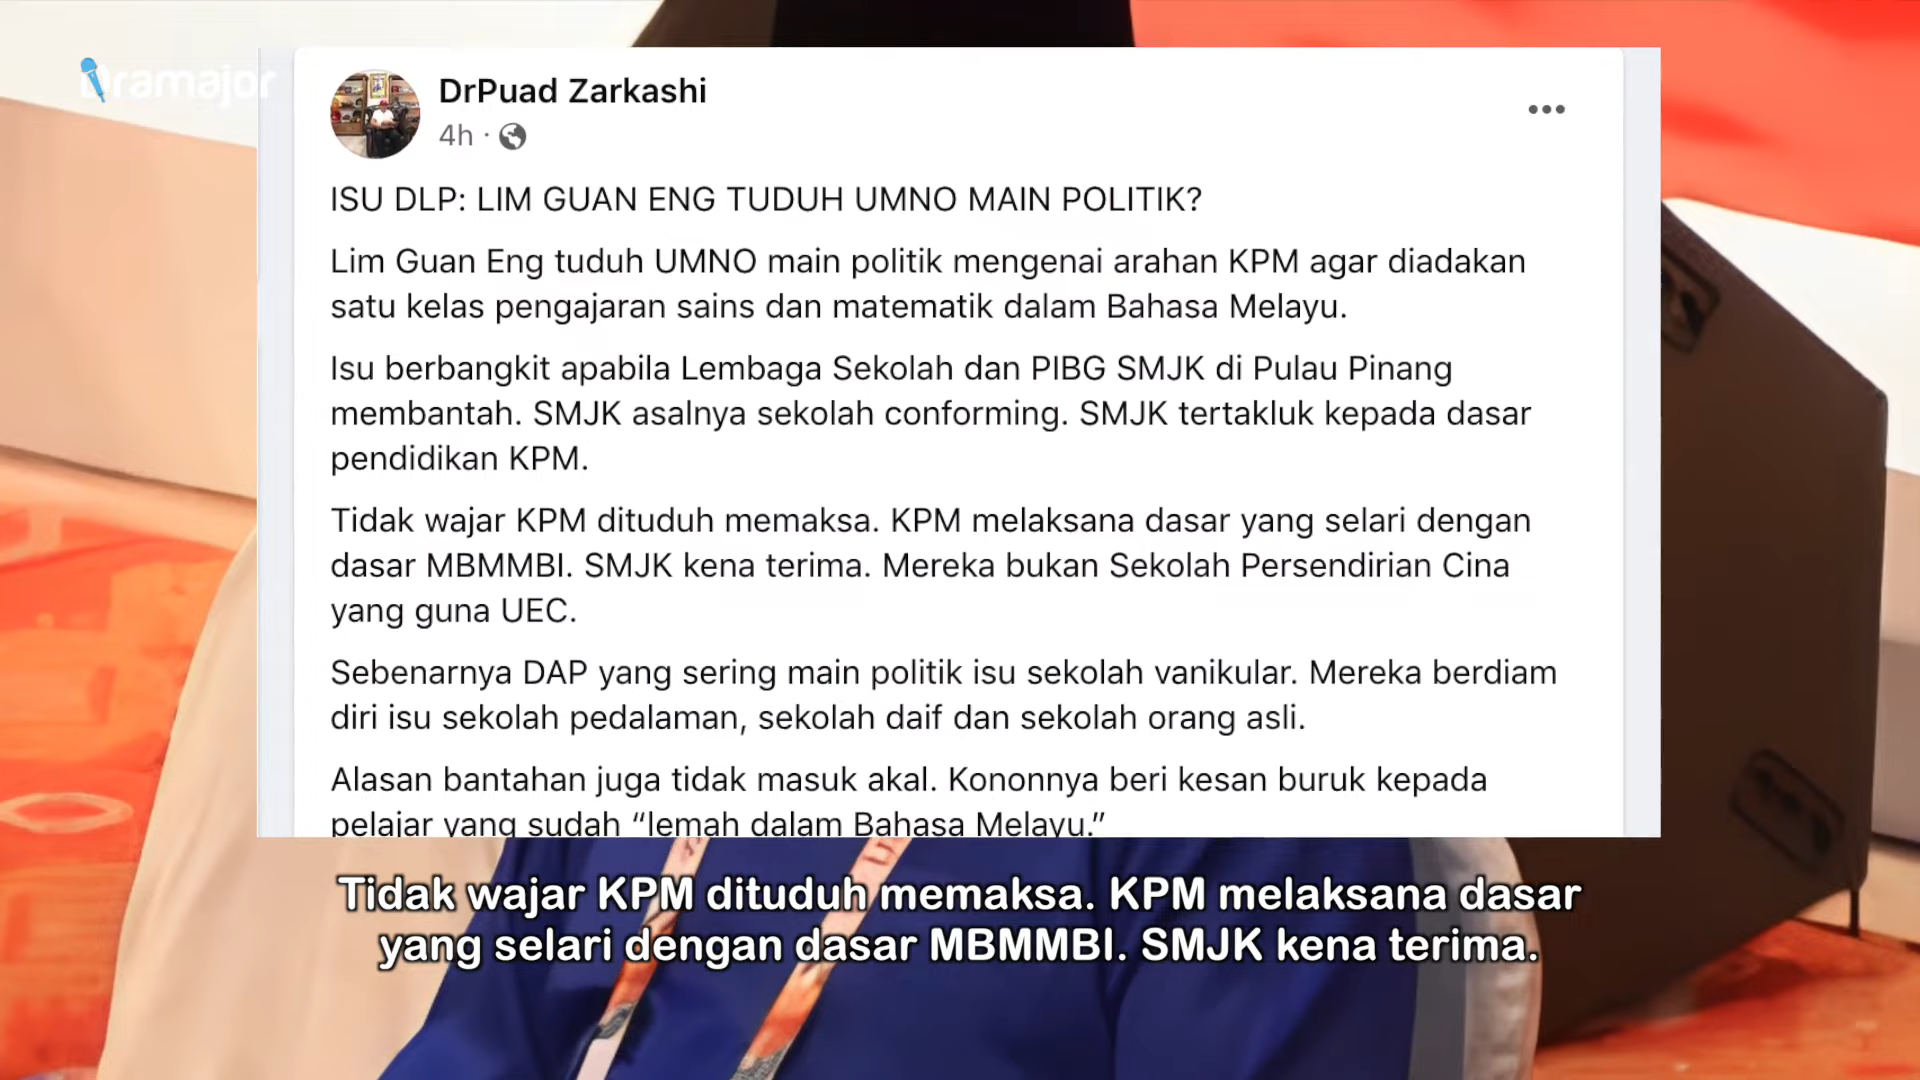 Dramajor
DrPuad Zarkashi
4h ·
ISU DLP: LIM GUAN ENG TUDUH UMNO MAIN POLITIK?
Lim Guan Eng tuduh UMNO main politik mengenai arahan KPM agar diadakan
satu kelas pengajaran sains dan matematik dalam Bahasa Melayu.
Isu berbangkit apabila Lembaga Sekolah dan PIBG SMJK di Pulau Pinang
membantah. SMJK asalnya sekolah conforming. SMJK tertakluk kepada dasar
pendidikan KPM.
Tidak wajar KPM dituduh memaksa. KPM melaksana dasar yang selari dengan
dasar MBMMBI. SMJK kena terima. Mereka bukan Sekolah Persendirian Cina
yang guna UEC.
Sebenarnya DAP yang sering main politik isu sekolah vanikular. Mereka berdiam
diri isu sekolah pedalaman, sekolah daif dan sekolah orang asli.
Alasan bantahan juga tidak masuk akal. Kononnya beri kesan buruk kepada
pelajar yang sudah “lemah dalam Bahasa Melayu.”
Tidak wajar KPM dituduh memaksa. KPM melaksana dasar
yang selari dengan dasar MBMMBI. SMJK kena terima.